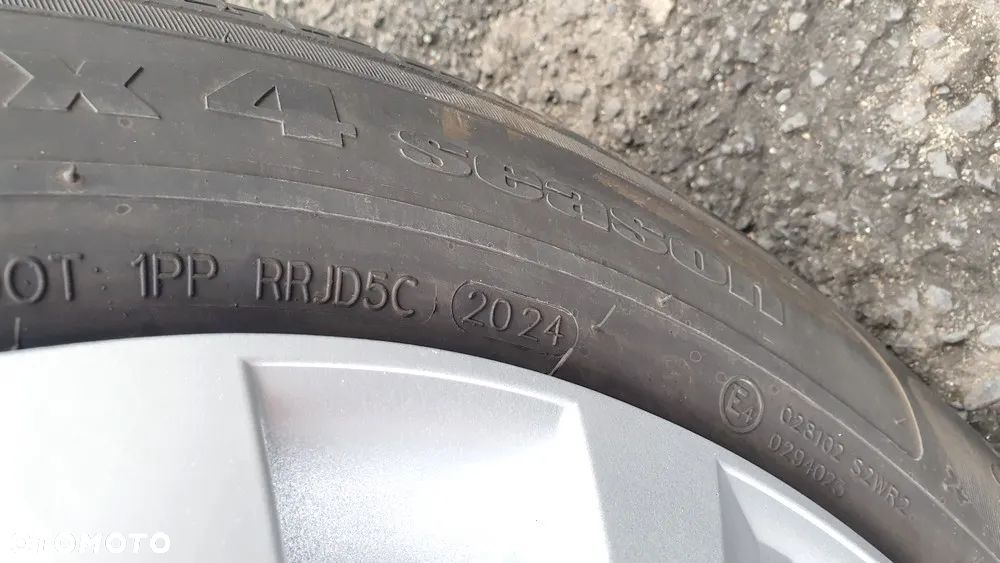 X 4 season
OT 1PP RRJD5C 2024
E4 028102 S2WR2
0294025
OTOMOTO